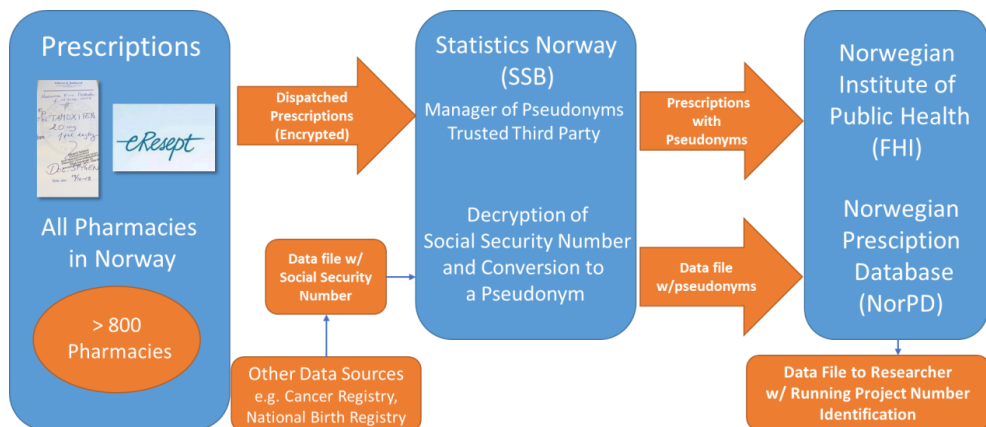 Prescriptions
TAMOXIFEN
20mg
eResept
All Pharmacies
in Norway
> 800
Pharmacies
Dispatched
Prescriptions
(Encrypted)
Other Data Sources
e.g. Cancer Registry,
National Birth Registry
Data file w/
Social Security
Number
Statistics Norway
(SSB)
Manager of Pseudonyms
Trusted Third Party
Decryption of
Social Security Number
and Conversion to
a Pseudonym
Prescriptions
with
Pseudonyms
Data file
w/pseudonyms
Norwegian
Institute of
Public Health
(FHI)
Norwegian
Presciption
Database
(NorPD)
Data File to Researcher
w/ Running Project Number
Identification